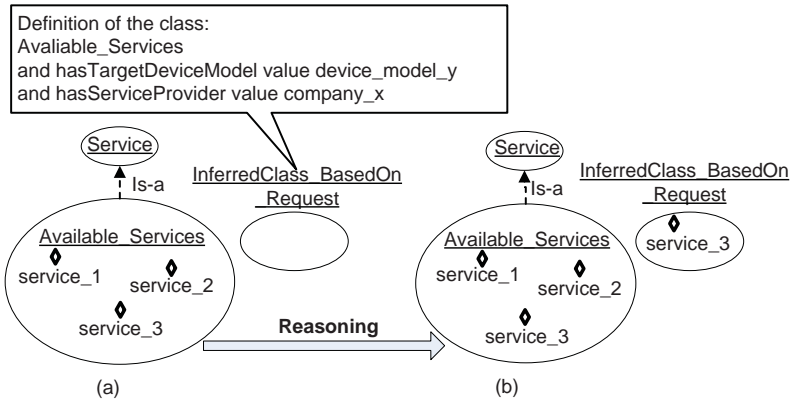 Definition of the class:
Avaliable_Services
and hasTargetDeviceModel value device_model_y
and hasServiceProvider value company_x
Service
Is-a
InferredClass_BasedOn
_Request
Available_Services
service_1
service_2
service_3
(a)
Reasoning
Service
Is-a
InferredClass_BasedOn
_Request
service_3
Available_Services
service_1
service_2
service_3
(b)